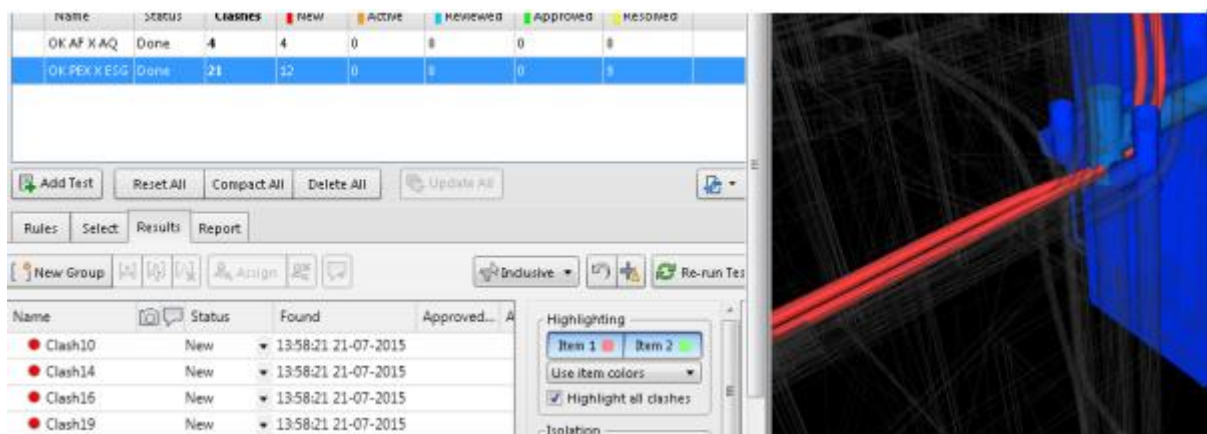 Name Status Clashes New Active Reviewed Approved Resolved
OK AF X AQ Done 4 4 0 0 0 0
OK PEX X ESG Done 21 12 0 0 0 9
Add Test Reset All Compact All Delete All Update All
Rules Select Results Report
New Group Assign Inclusive Re-run Tes
Name Status Found Approved... A
Clash10 New 13:58:21 21-07-2015
Clash14 New 13:58:21 21-07-2015
Clash16 New 13:58:21 21-07-2015
Clash19 New 13:58:21 21-07-2015
Highlighting
Item 1 Item 2
Use item colors
Highlight all clashes
Isolation